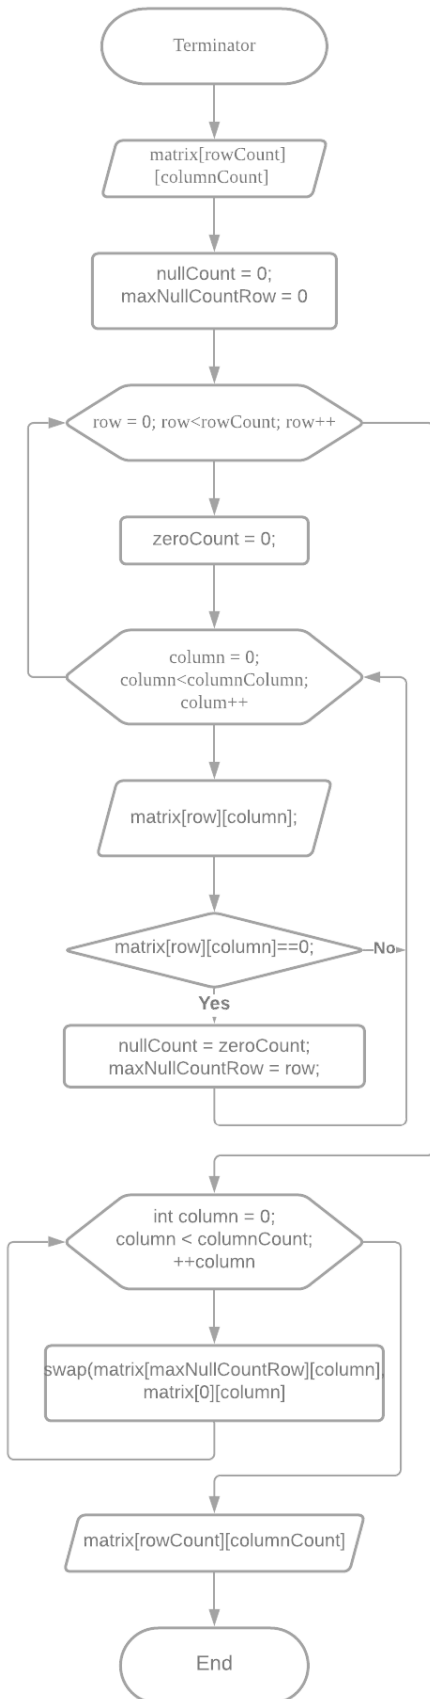 Terminator
matrix[rowCount]
[columnCount]
nullCount = 0;
maxNullCountRow = 0
row = 0; row<rowCount; row++
zeroCount = 0;
column = 0;
column<columnColumn;
colum++
matrix[row][column];
matrix[row][column]==0;
No
Yes
nullCount = zeroCount;
maxNullCountRow = row;
int column = 0;
column < columnCount;
++column
swap(matrix[maxNullCountRow][column],
matrix[0][column]
matrix[rowCount][columnCount]
End